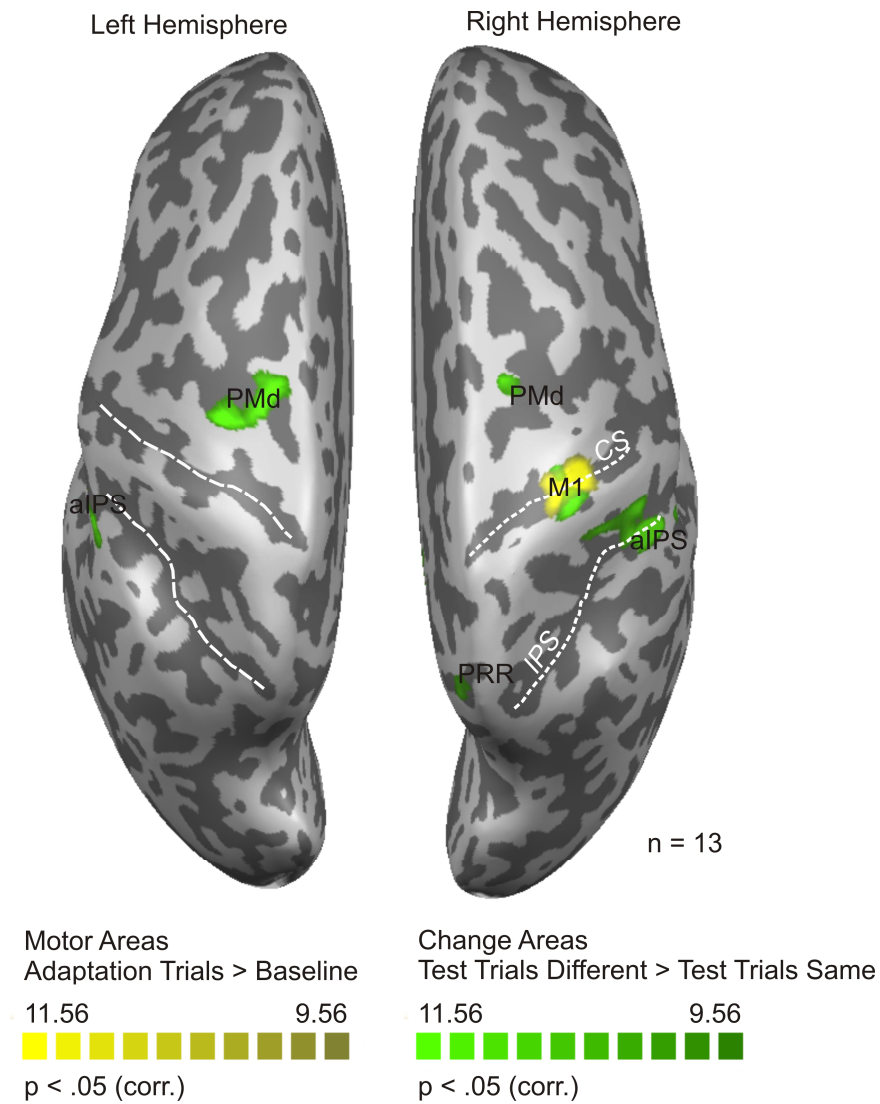 Left Hemisphere
Right Hemisphere
PMd
PMd
CS
M1
aIPS
aIPS
IPS
PRR
n = 13
Motor Areas
Adaptation Trials > Baseline
11.56 9.56
p < .05 (corr.)
Change Areas
Test Trials Different > Test Trials Same
11.56 9.56
p < .05 (corr.)